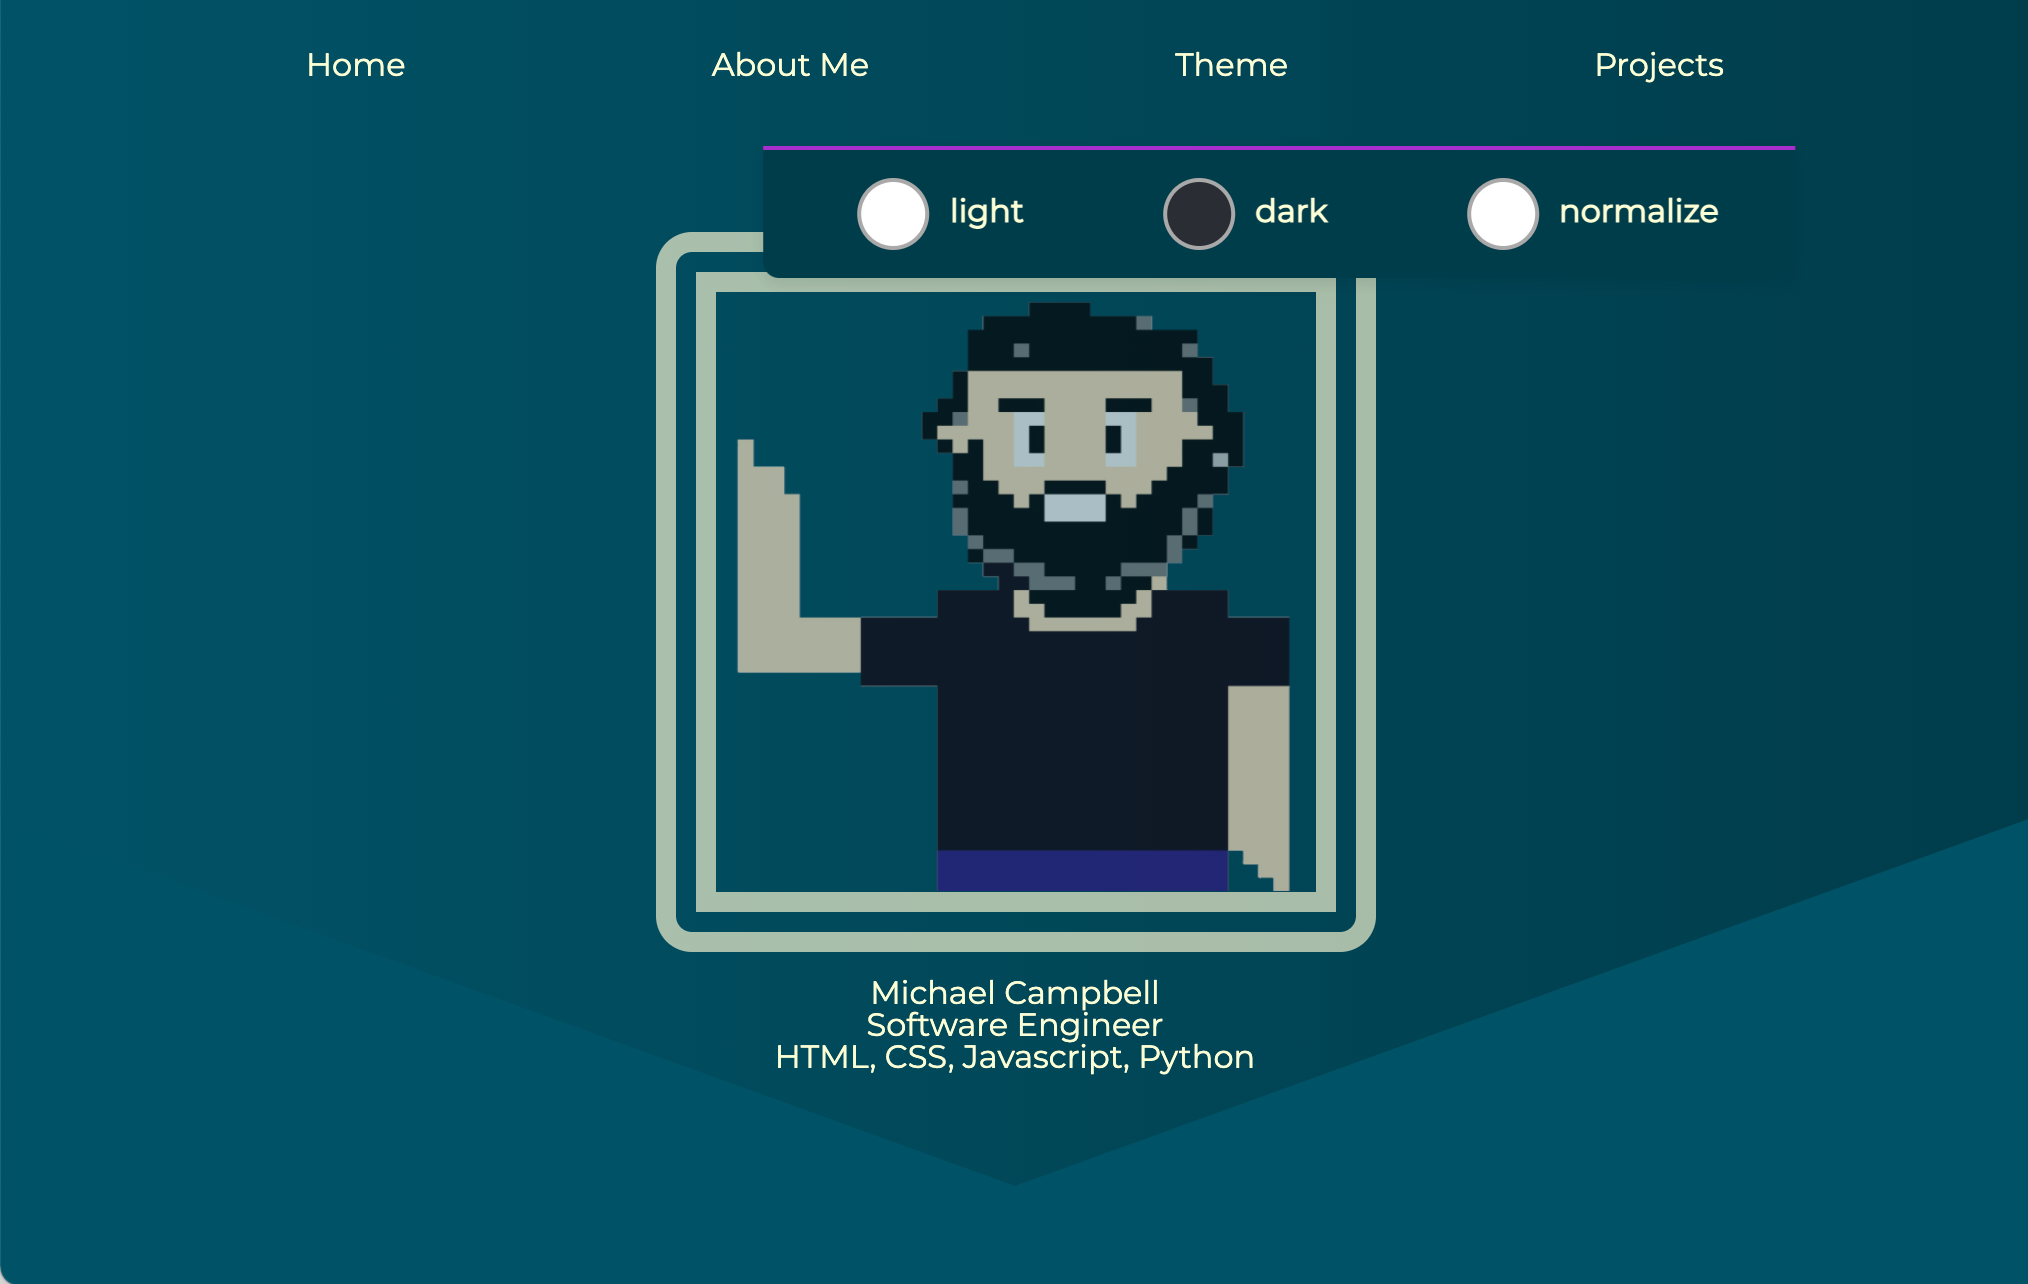 Home About Me Theme Projects
light dark normalize
Michael Campbell
Software Engineer
HTML, CSS, Javascript, Python